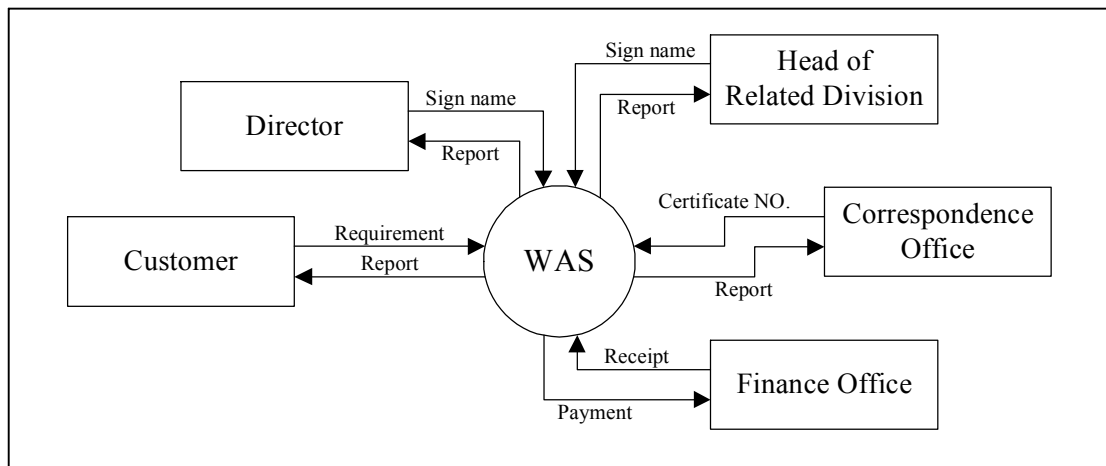 Sign name
Head of
Related Division
Report
Sign name
Director
Report
Certificate NO.
Correspondence
Office
Report
Requirement
Customer
Report
WAS
Receipt
Finance Office
Payment